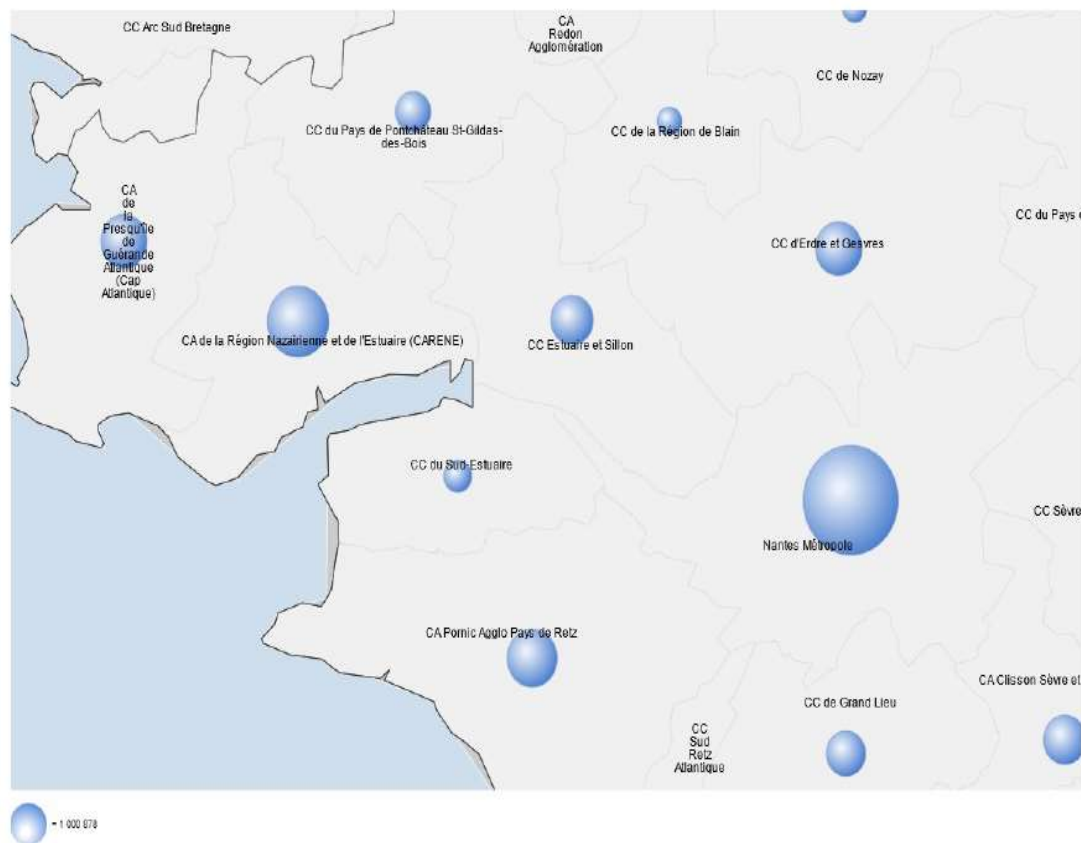 CC Arc Sud Bretagne
CA
Redon
Agglomération
CC de Nozay
CC du Pays de Pontchâteau St-Gildas-
des-Bois
CC de la Région de Blain
CA
de
la
Presqu'île
de
Guérande
Atlantique
(Cap
Atlantique)
CC du Pays
CC d'Erdre et Gesvres
CA de la Région Nazairienne et de l'Estuaire (CARENE)
CC Estuaire et Sillon
CC du Sud-Estuaire
CC Sèvre
Nantes Métropole
CA Pornic Agglo Pays de Retz
CA Clisson Sèvre et
CC de Grand Lieu
CC
Sud
Retz
Atlantique
= 1 000 878